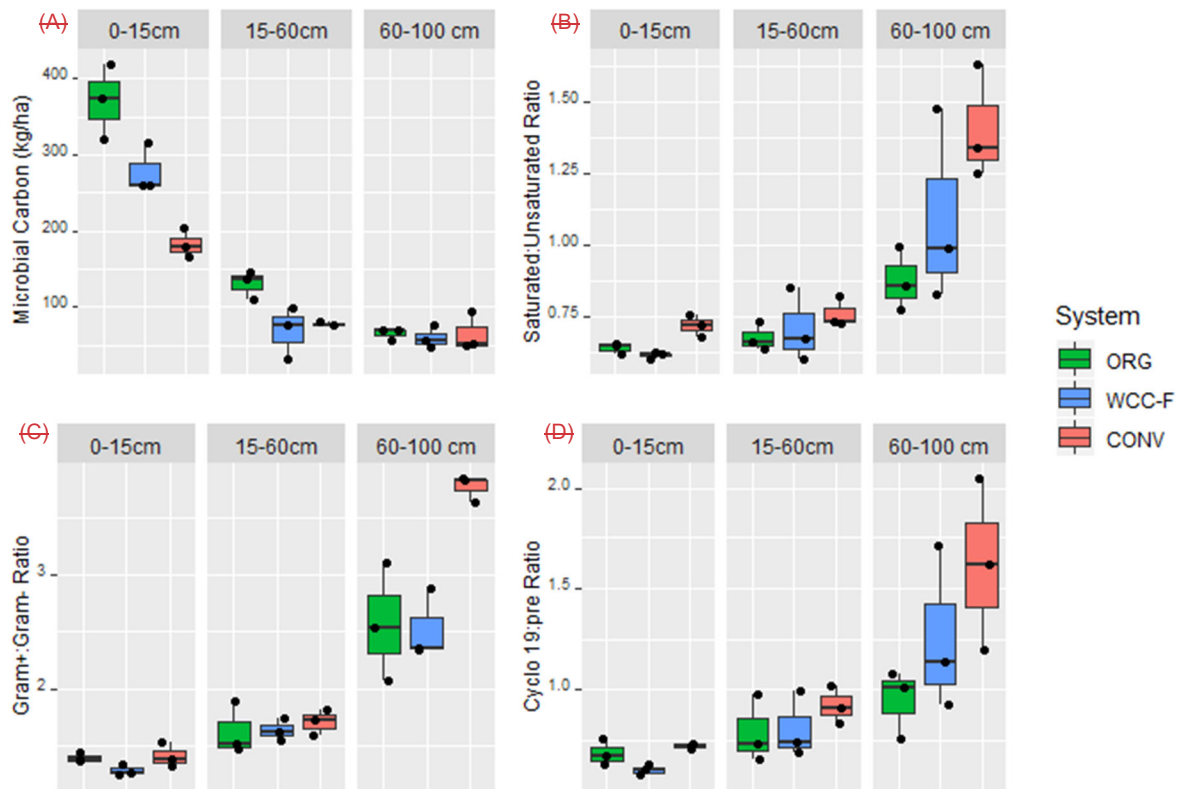 (A)
0-15cm 15-60cm 60-100 cm
Microbial Carbon (kg/ha)
400
300
200
100
(B)
0-15cm 15-60cm 60-100 cm
Saturated:Unsaturated Ratio
1.50
1.25
1.00
0.75
(C)
0-15cm 15-60cm 60-100 cm
Gram+:Gram- Ratio
3
2
(D)
0-15cm 15-60cm 60-100 cm
Cyclo 19:pre Ratio
2.0
1.5
1.0
System
ORG
WCC-F
CONV